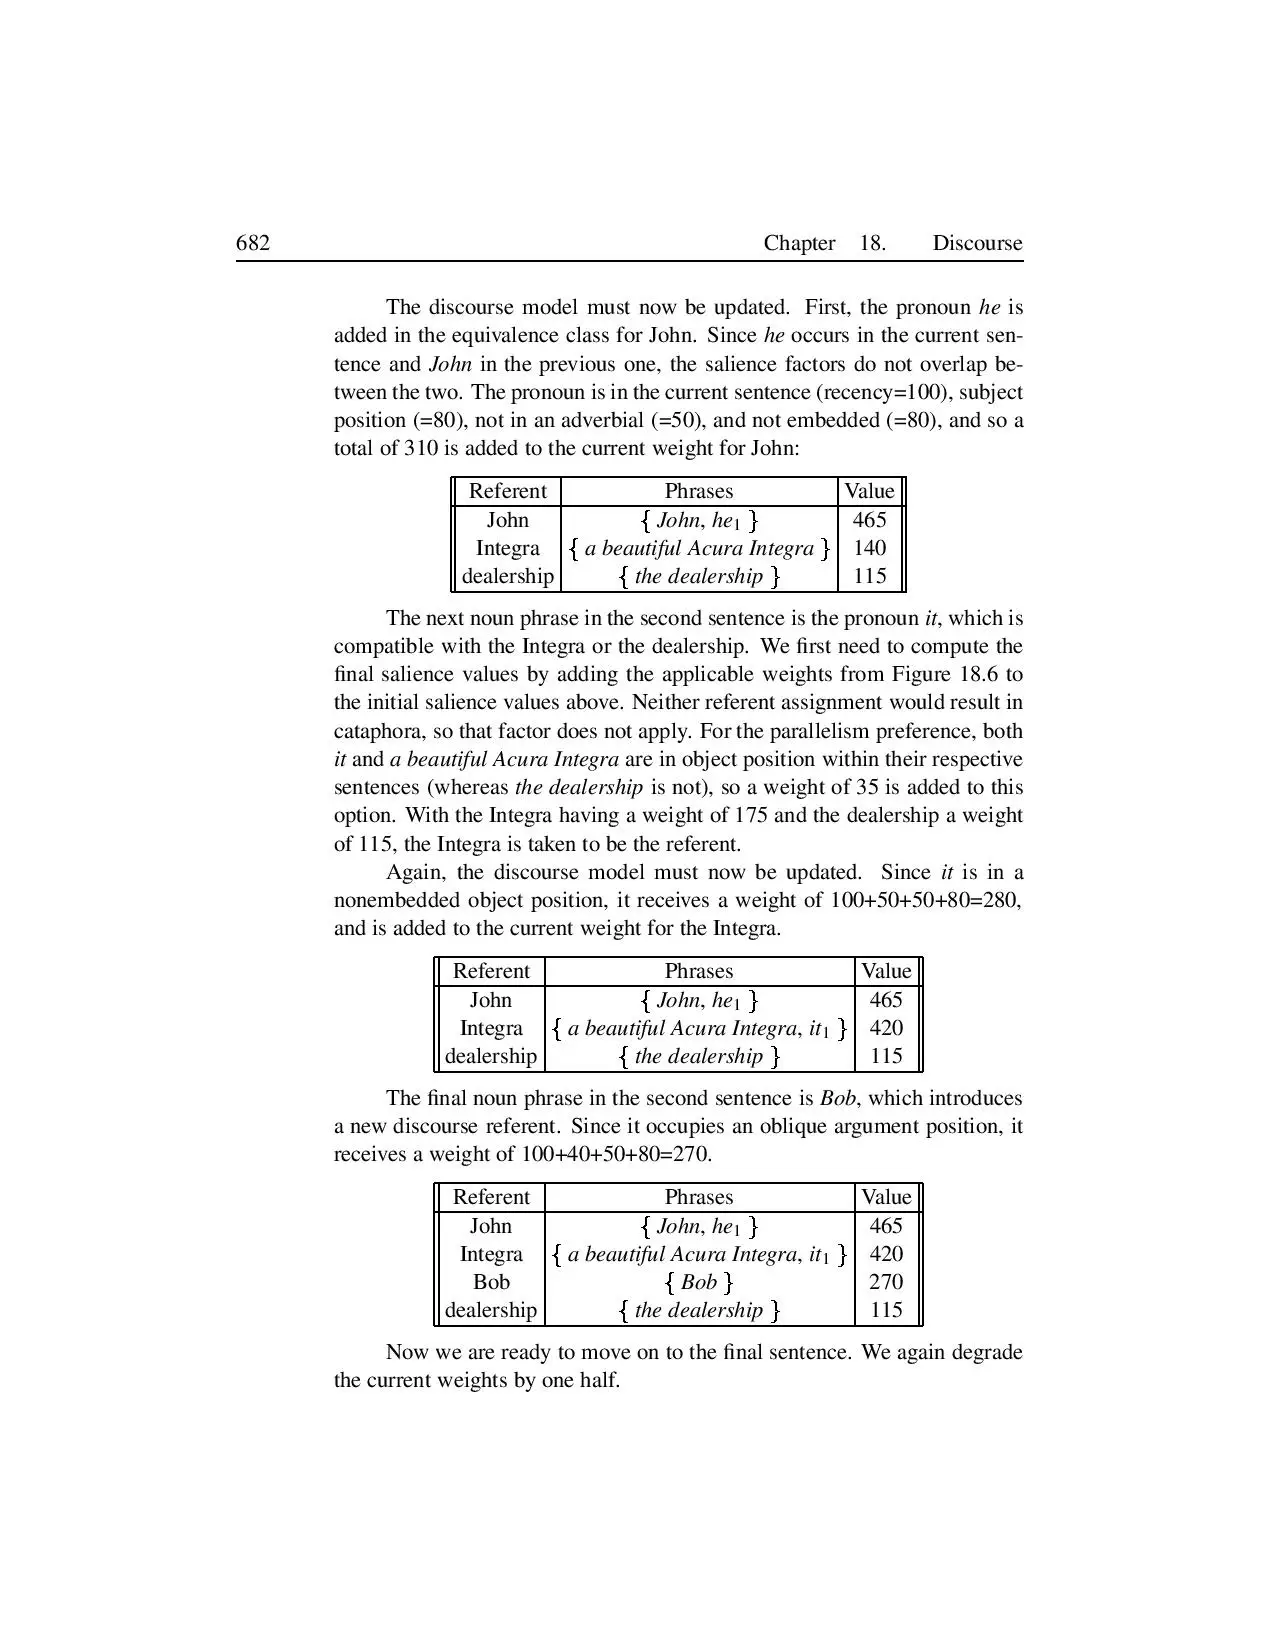 682 Chapter 18. Discourse
The discourse model must now be updated. First, the pronoun he is
added in the equivalence class for John. Since he occurs in the current sen-
tence and John in the previous one, the salience factors do not overlap be-
tween the two. The pronoun is in the current sentence (recency=100), subject
position (=80), not in an adverbial (=50), and not embedded (=80), and so a
total of 310 is added to the current weight for John:
Referent Phrases Value
John { John, he1 } 465
Integra { a beautiful Acura Integra } 140
dealership { the dealership } 115
The next noun phrase in the second sentence is the pronoun it, which is
compatible with the Integra or the dealership. We first need to compute the
final salience values by adding the applicable weights from Figure 18.6 to
the initial salience values above. Neither referent assignment would result in
cataphora, so that factor does not apply. For the parallelism preference, both
it and a beautiful Acura Integra are in object position within their respective
sentences (whereas the dealership is not), so a weight of 35 is added to this
option. With the Integra having a weight of 175 and the dealership a weight
of 115, the Integra is taken to be the referent.
Again, the discourse model must now be updated. Since it is in a
nonembedded object position, it receives a weight of 100+50+50+80=280,
and is added to the current weight for the Integra.
Referent Phrases Value
John { John, he1 } 465
Integra { a beautiful Acura Integra, it1 } 420
dealership { the dealership } 115
The final noun phrase in the second sentence is Bob, which introduces
a new discourse referent. Since it occupies an oblique argument position, it
receives a weight of 100+40+50+80=270.
Referent Phrases Value
John { John, he1 } 465
Integra { a beautiful Acura Integra, it1 } 420
Bob { Bob } 270
dealership { the dealership } 115
Now we are ready to move on to the final sentence. We again degrade
the current weights by one half.